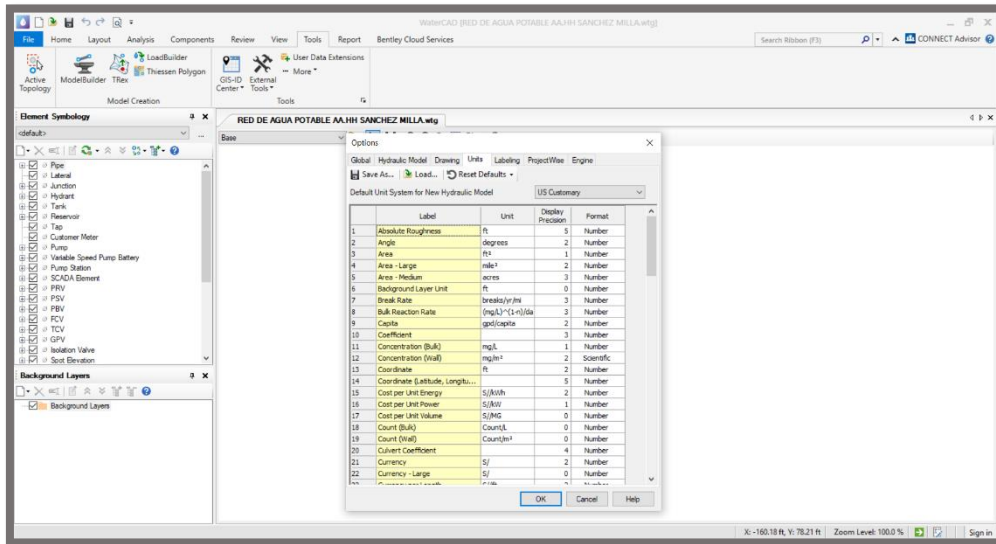 WaterCAD [RED DE AGUA POTABLE AA.HH SANCHEZ MILLA.wtg]
File Home Layout Analysis Components Review View Tools Report Bentley Cloud Services
Search Ribbon (F3)
CONNECT Advisor
Active Topology
ModelBuilder
TRex
LoadBuilder
Thiessen Polygon
Model Creation
GIS-ID Center
External Tools
User Data Extensions
More
Tools
Element Symbology
<default>
Pipe
Lateral
Junction
Hydrant
Tank
Reservoir
Tap
Customer Meter
Pump
Variable Speed Pump Battery
Pump Station
SCADA Element
PRV
PSV
PBV
FCV
TCV
GPV
Isolation Valve
Spot Elevation
Background Layers
Background Layers
RED DE AGUA POTABLE AA.HH SANCHEZ MILLA.wtg
Base
Options
Global Hydraulic Model Drawing Units Labeling ProjectWise Engine
Save As... Load... Reset Defaults
Default Unit System for New Hydraulic Model US Customary
Label Unit Display Precision Format
1 Absolute Roughness ft 5 Number
2 Angle degrees 2 Number
3 Area ft² 1 Number
4 Area - Large mile² 2 Number
5 Area - Medium acres 3 Number
6 Background Layer Unit ft 0 Number
7 Break Rate breaks/yr/mi 3 Number
8 Bulk Reaction Rate (mg/L)^(1-n)/da 3 Number
9 Capita gpd/capita 2 Number
10 Coefficient 3 Number
11 Concentration (Bulk) mg/L 1 Number
12 Concentration (Wall) mg/m² 2 Scientific
13 Coordinate ft 2 Number
14 Coordinate (Latitude, Longitu... 5 Number
15 Cost per Unit Energy S//kWh 2 Number
16 Cost per Unit Power S//kW 1 Number
17 Cost per Unit Volume S//MG 0 Number
18 Count (Bulk) Count/L 0 Number
19 Count (Wall) Count/m² 0 Number
20 Culvert Coefficient 4 Number
21 Currency S/ 2 Number
22 Currency - Large S/ 0 Number
OK Cancel Help
X: -160.18 ft, Y: 78.21 ft Zoom Level: 100.0 % Sign in